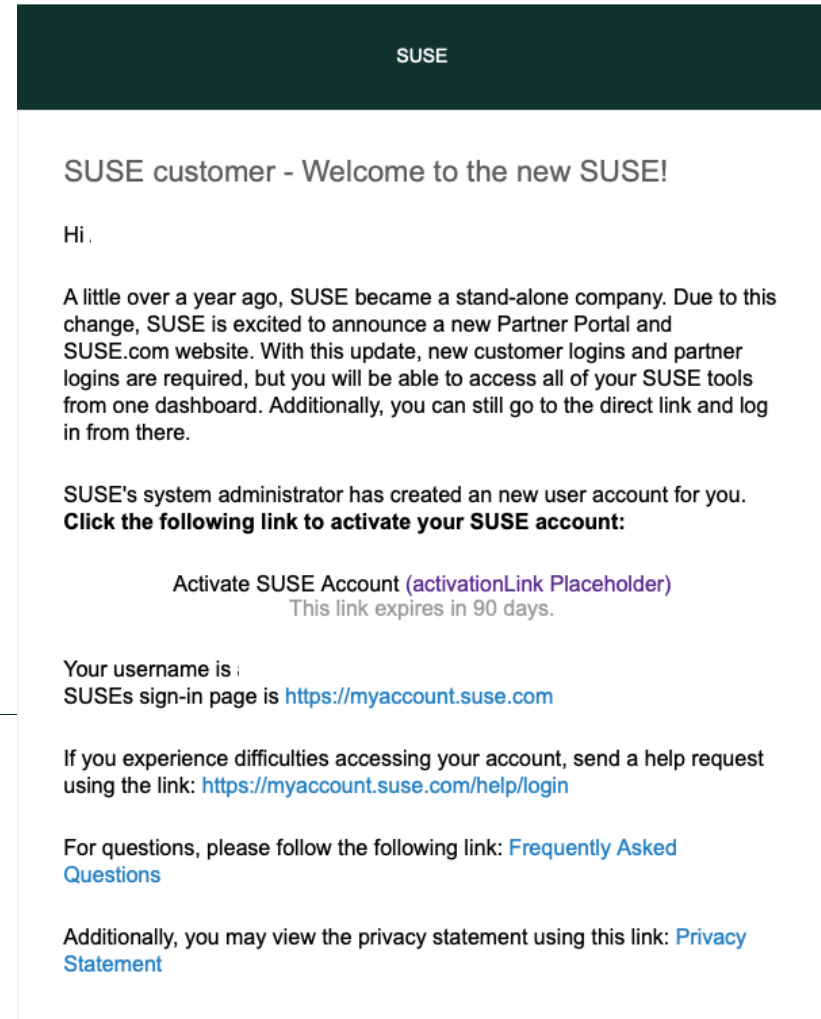 SUSE
SUSE customer - Welcome to the new SUSE!
Hi
A little over a year ago, SUSE became a stand-alone company. Due to this
change, SUSE is excited to announce a new Partner Portal and
SUSE.com website. With this update, new customer logins and partner
logins are required, but you will be able to access all of your SUSE tools
from one dashboard. Additionally, you can still go to the direct link and log
in from there.
SUSE's system administrator has created an new user account for you.
Click the following link to activate your SUSE account:
Activate SUSE Account (activationLink Placeholder)
This link expires in 90 days.
Your username is
SUSEs sign-in page is https://myaccount.suse.com
If you experience difficulties accessing your account, send a help request
using the link: https://myaccount.suse.com/help/login
For questions, please follow the following link: Frequently Asked
Questions
Additionally, you may view the privacy statement using this link: Privacy
Statement